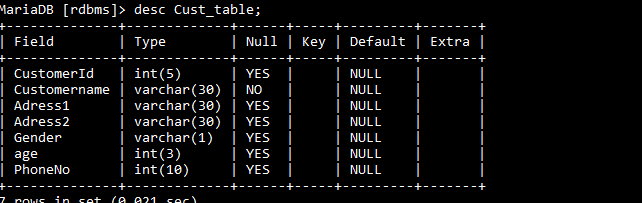 MariaDB [rdbms]> desc Cust_table;
+--------------+-------------+------+-----+---------+-------+
| Field | Type | Null | Key | Default | Extra |
+--------------+-------------+------+-----+---------+-------+
| CustomerId | int(5) | YES | | NULL | |
| Customername | varchar(30) | NO | | NULL | |
| Adress1 | varchar(30) | YES | | NULL | |
| Adress2 | varchar(30) | YES | | NULL | |
| Gender | varchar(1) | YES | | NULL | |
| age | int(3) | YES | | NULL | |
| PhoneNo | int(10) | YES | | NULL | |
+--------------+-------------+------+-----+---------+-------+
7 rows in set (0.021 sec)